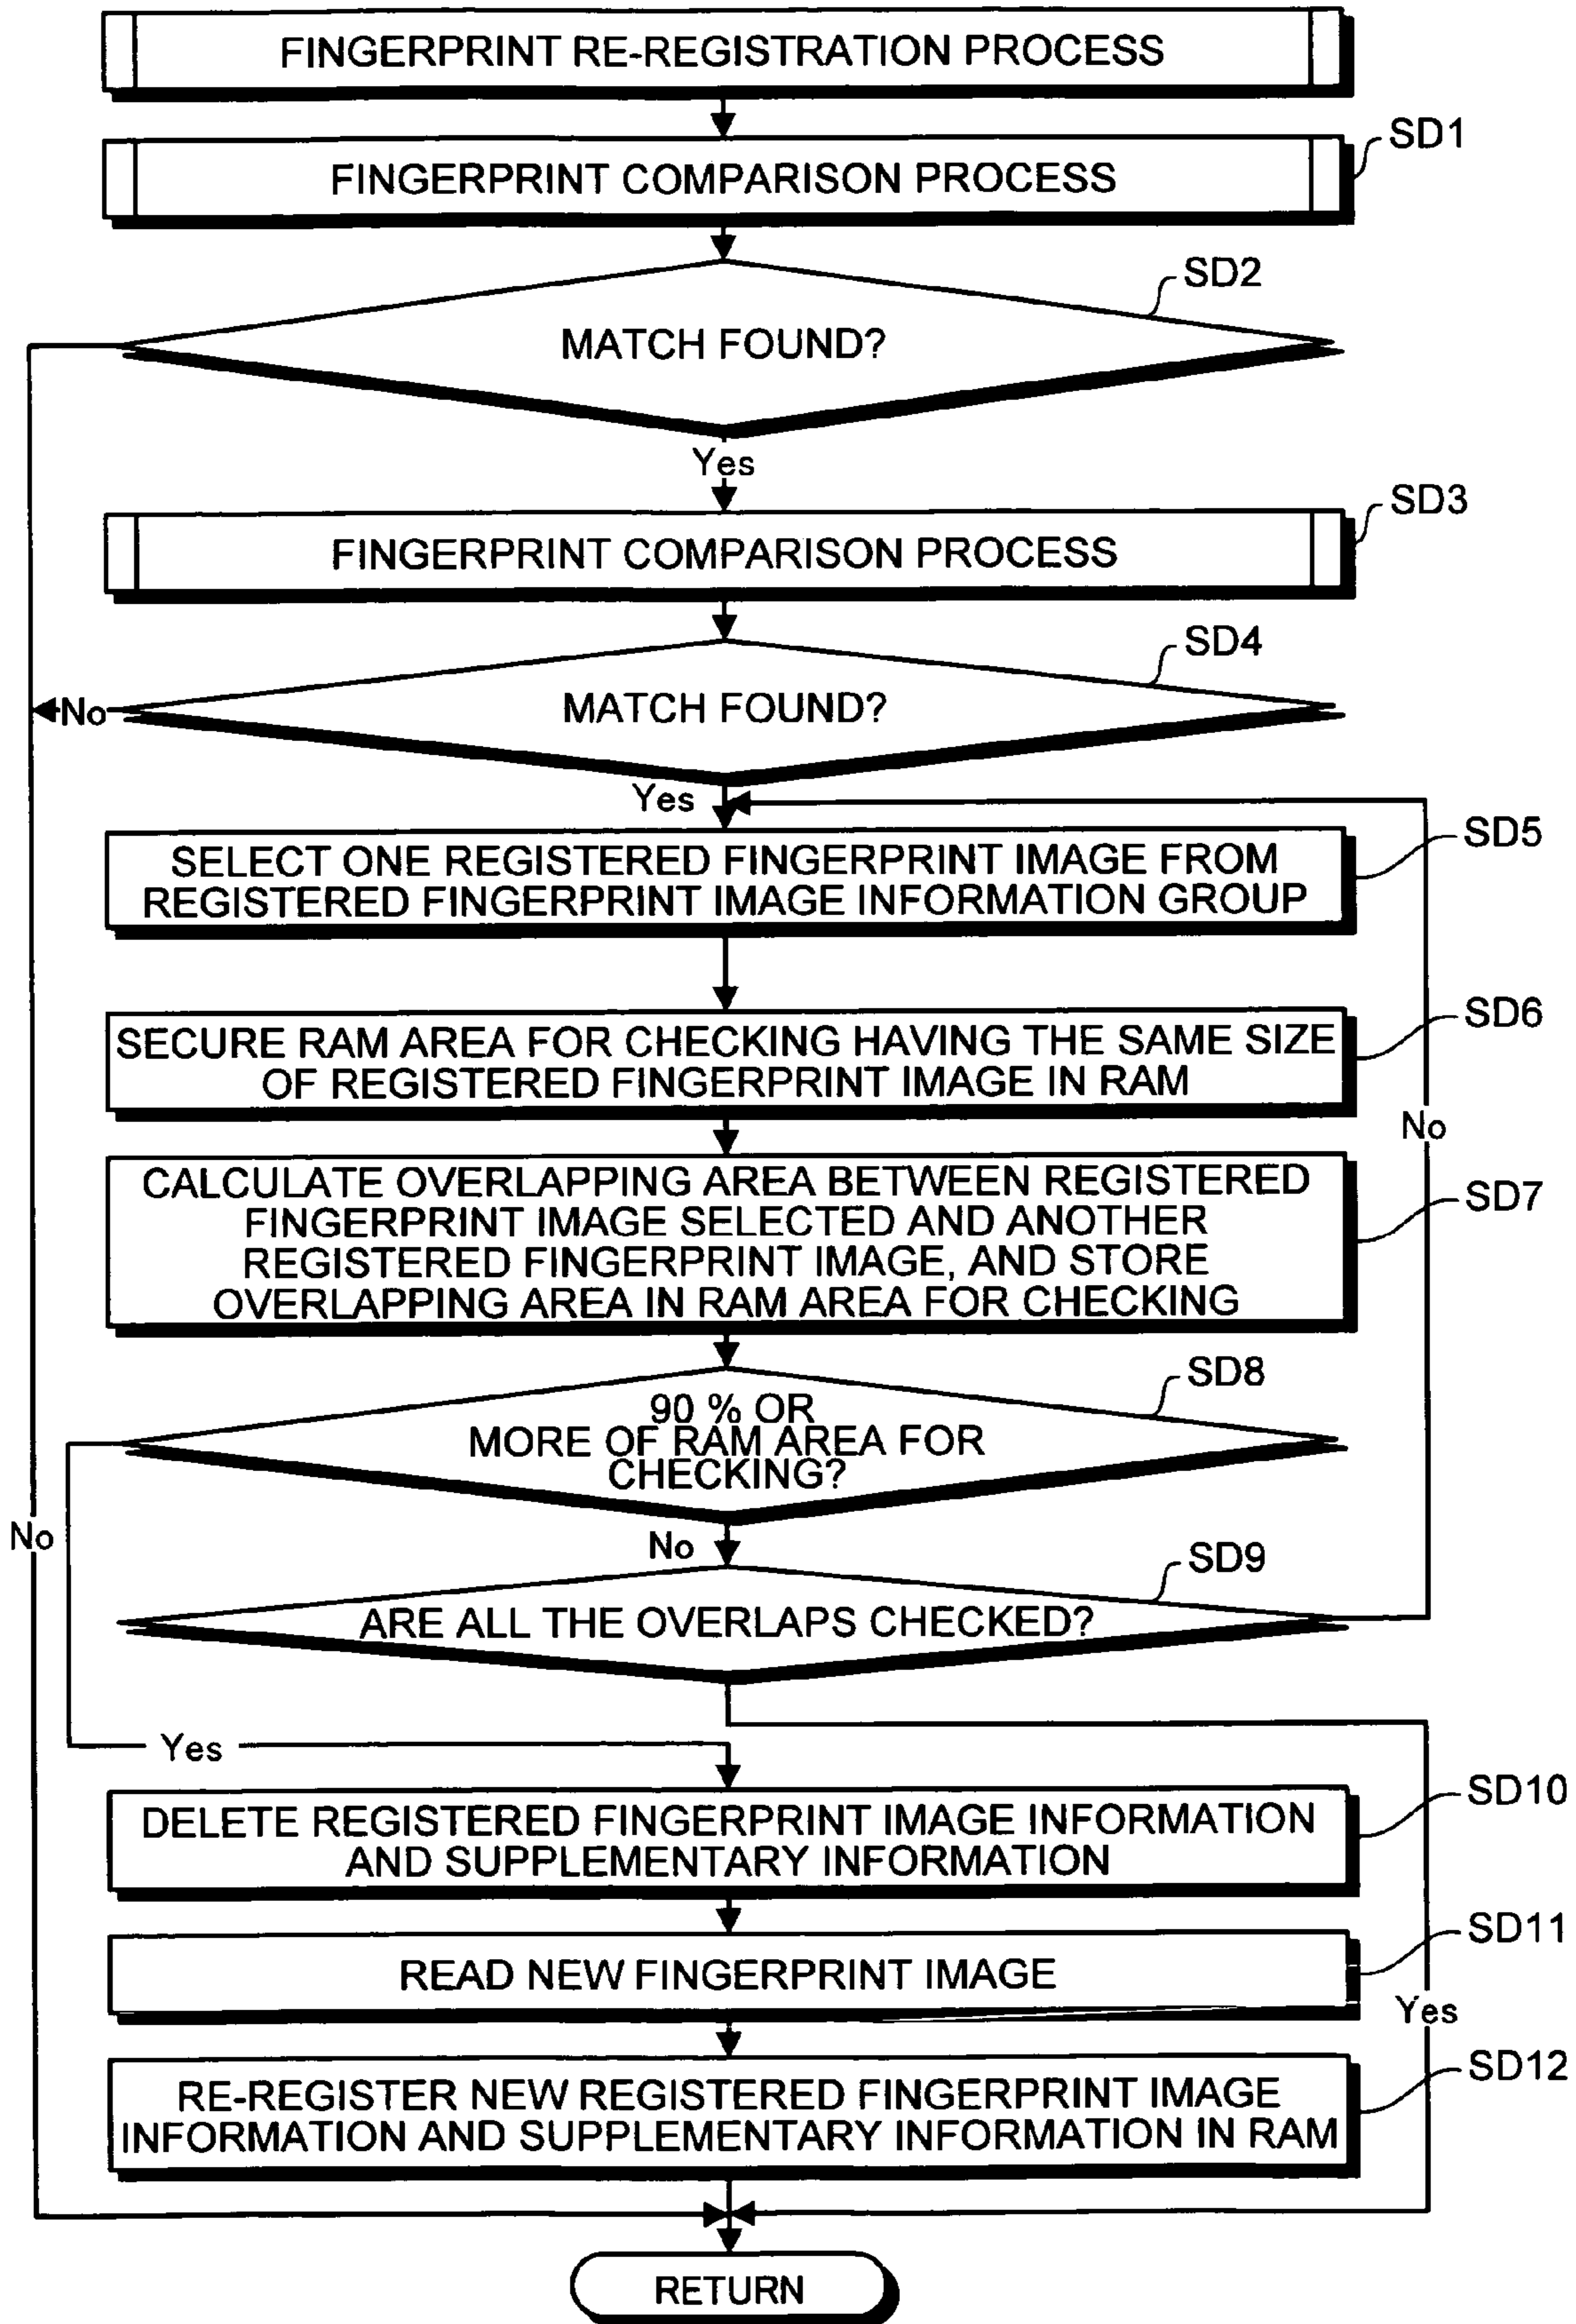 FINGERPRINT RE-REGISTRATION PROCESS
SD1
FINGERPRINT COMPARISON PROCESS
SD2
MATCH FOUND?
Yes
SD3
FINGERPRINT COMPARISON PROCESS
SD4
No
MATCH FOUND?
Yes
SD5
SELECT ONE REGISTERED FINGERPRINT IMAGE FROM
REGISTERED FINGERPRINT IMAGE INFORMATION GROUP
SD6
SECURE RAM AREA FOR CHECKING HAVING THE SAME SIZE
OF REGISTERED FINGERPRINT IMAGE IN RAM
No
SD7
CALCULATE OVERLAPPING AREA BETWEEN REGISTERED
FINGERPRINT IMAGE SELECTED AND ANOTHER
REGISTERED FINGERPRINT IMAGE, AND STORE
OVERLAPPING AREA IN RAM AREA FOR CHECKING
SD8
90 % OR
MORE OF RAM AREA FOR
CHECKING?
No
No
SD9
ARE ALL THE OVERLAPS CHECKED?
Yes
SD10
DELETE REGISTERED FINGERPRINT IMAGE INFORMATION
AND SUPPLEMENTARY INFORMATION
SD11
READ NEW FINGERPRINT IMAGE
Yes
SD12
RE-REGISTER NEW REGISTERED FINGERPRINT IMAGE
INFORMATION AND SUPPLEMENTARY INFORMATION IN RAM
RETURN